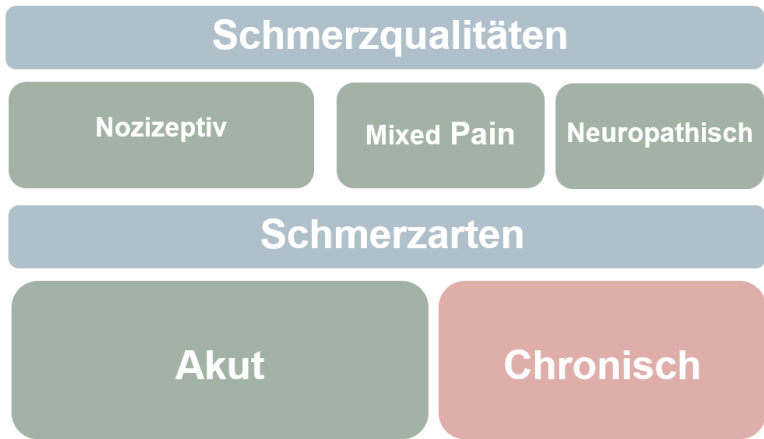 Schmerzqualitäten
Nozizeptiv
Mixed Pain
Neuropathisch
Schmerzarten
Akut
Chronisch